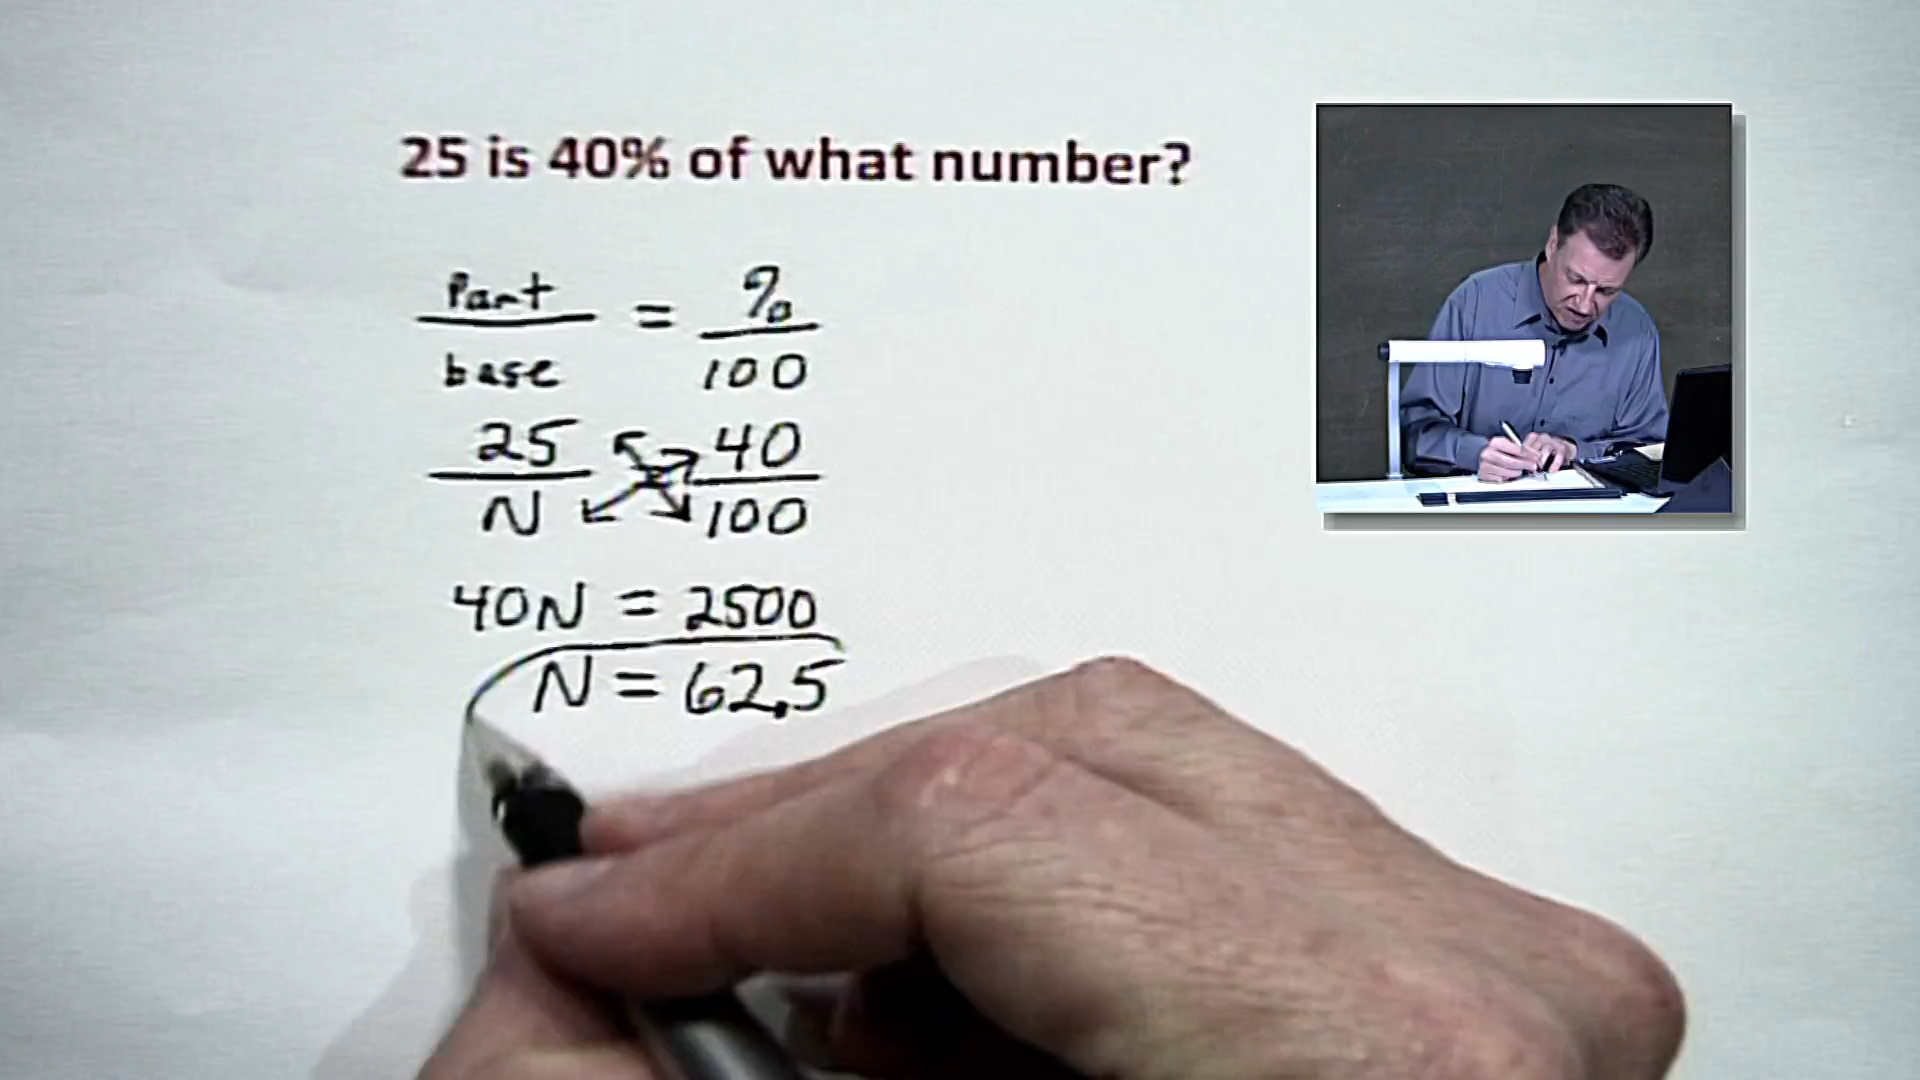 25 is 40% of what number?
Part = %
base 100
25 40
N 100
40N = 2500
N = 62.5